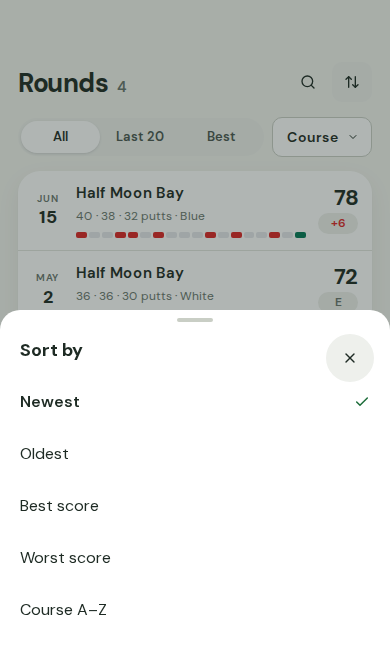 Rounds 4
All Last 20 Best Course
JUN
15
Half Moon Bay
40 · 38 · 32 putts · Blue
78
+6
MAY
2
Half Moon Bay
36 · 36 · 30 putts · White
72
E
Sort by
Newest
Oldest
Best score
Worst score
Course A–Z